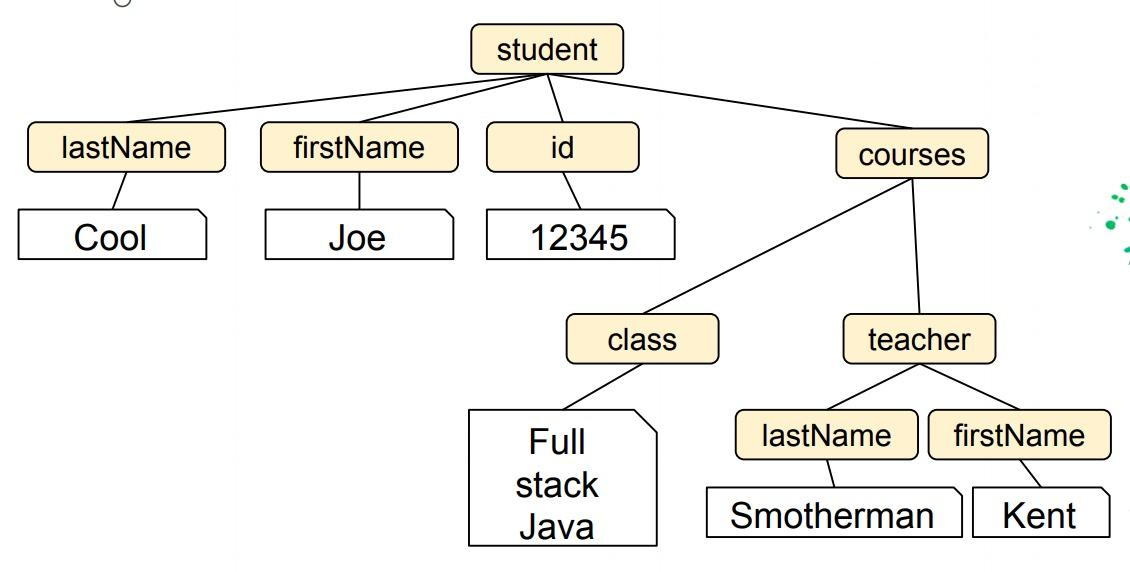 student
lastName
firstName
id
courses
Cool
Joe
12345
class
teacher
Full
stack
Java
lastName
firstName
Smotherman
Kent